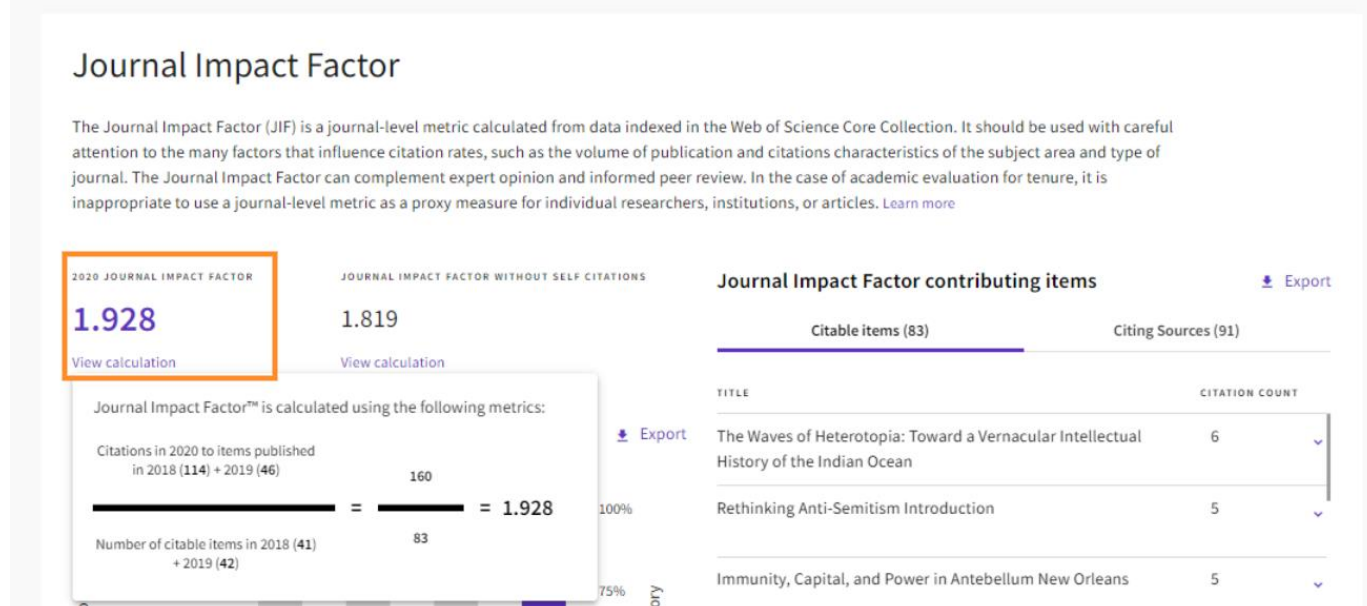 Journal Impact Factor
The Journal Impact Factor (JIF) is a journal-level metric calculated from data indexed in the Web of Science Core Collection. It should be used with careful
attention to the many factors that influence citation rates, such as the volume of publication and citations characteristics of the subject area and type of
journal. The Journal Impact Factor can complement expert opinion and informed peer review. In the case of academic evaluation for tenure, it is
inappropriate to use a journal-level metric as a proxy measure for individual researchers, institutions, or articles. Learn more
2020 JOURNAL IMPACT FACTOR
1.928
View calculation
JOURNAL IMPACT FACTOR WITHOUT SELF CITATIONS
1.819
View calculation
Journal Impact Factor™ is calculated using the following metrics:
Citations in 2020 to items published
in 2018 (114) + 2019 (46)
Number of citable items in 2018 (41)
+ 2019 (42)
=
160
83
= 1.928
Export
100%
75%
Journal Impact Factor contributing items
Export
Citable items (83)
Citing Sources (91)
TITLE
CITATION COUNT
The Waves of Heterotopia: Toward a Vernacular Intellectual
History of the Indian Ocean
6
Rethinking Anti-Semitism Introduction
5
Immunity, Capital, and Power in Antebellum New Orleans
5